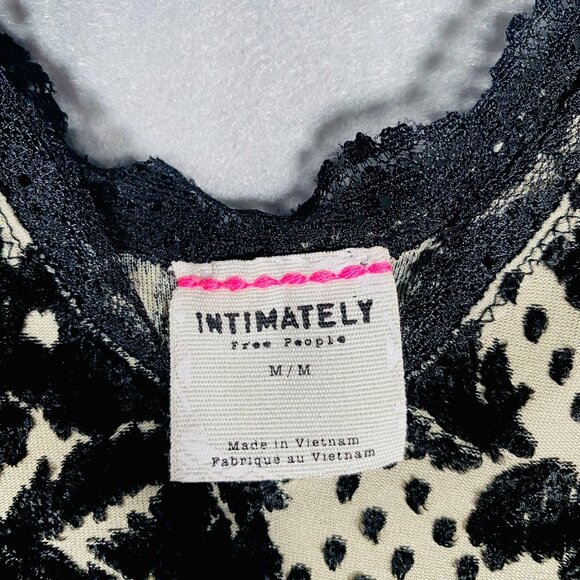 INTIMATELY
Free People
M/M
Made in Vietnam
Fabriqué au Vietnam